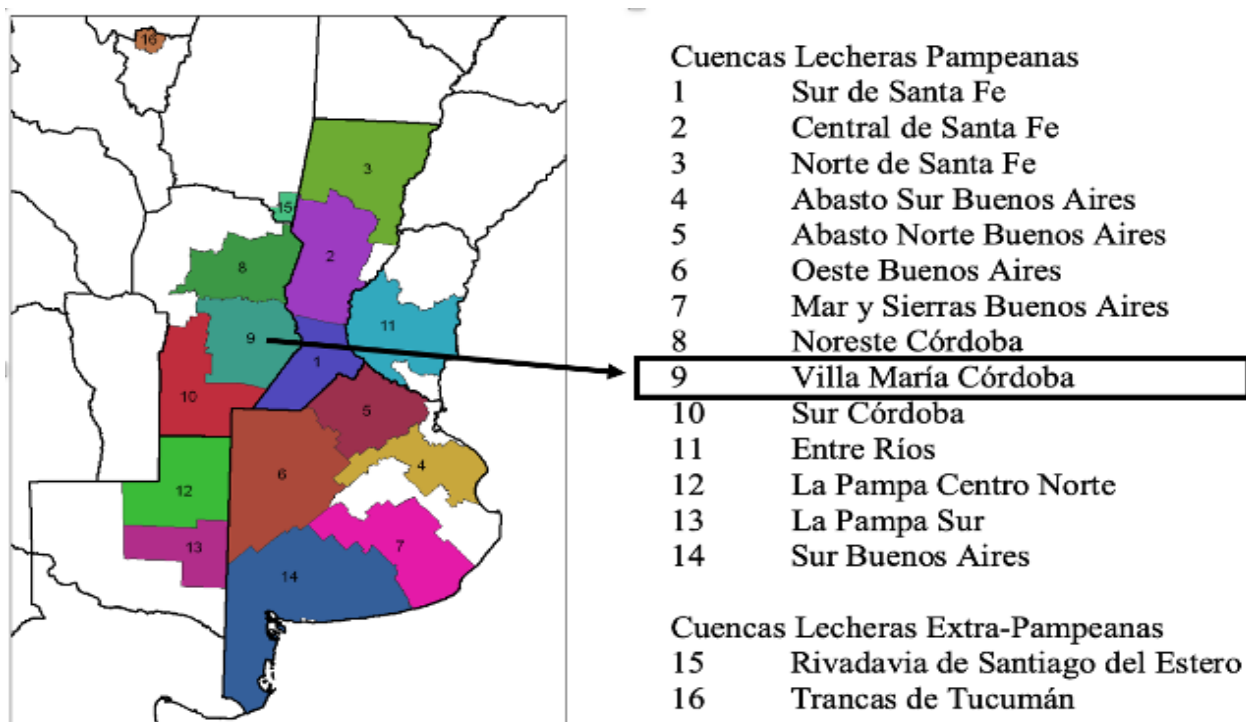 16
3
15
2
8
11
9
1
10
5
4
6
12
13
7
14
Cuencas Lecheras Pampeanas
1 Sur de Santa Fe
2 Central de Santa Fe
3 Norte de Santa Fe
4 Abasto Sur Buenos Aires
5 Abasto Norte Buenos Aires
6 Oeste Buenos Aires
7 Mar y Sierras Buenos Aires
8 Noreste Córdoba
9 Villa María Córdoba
10 Sur Córdoba
11 Entre Ríos
12 La Pampa Centro Norte
13 La Pampa Sur
14 Sur Buenos Aires
Cuencas Lecheras Extra-Pampeanas
15 Rivadavia de Santiago del Estero
16 Trancas de Tucumán